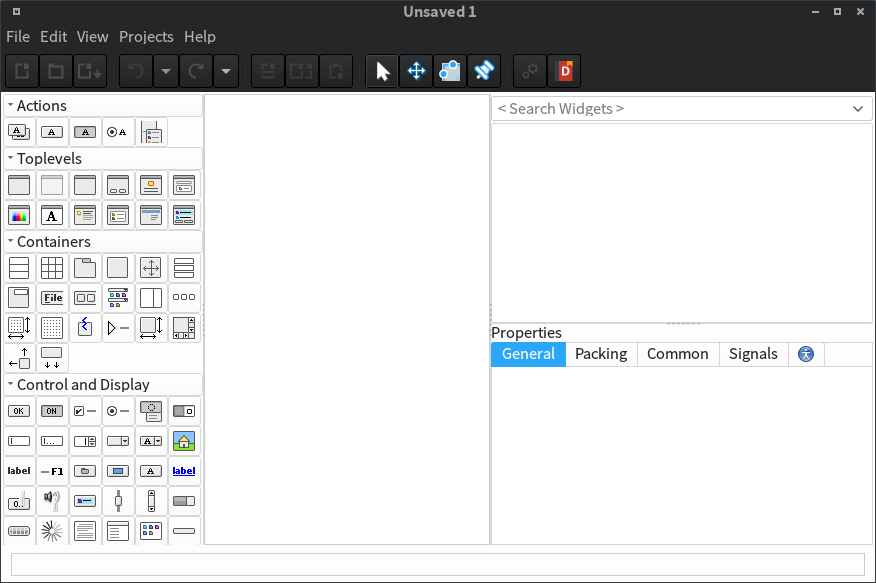 Unsaved 1
File Edit View Projects Help
D
Actions
A A A A
Toplevels
A
Containers
File
Control and Display
OK ON
I I... A
label F1 A label
0.
< Search Widgets >
Properties
General Packing Common Signals